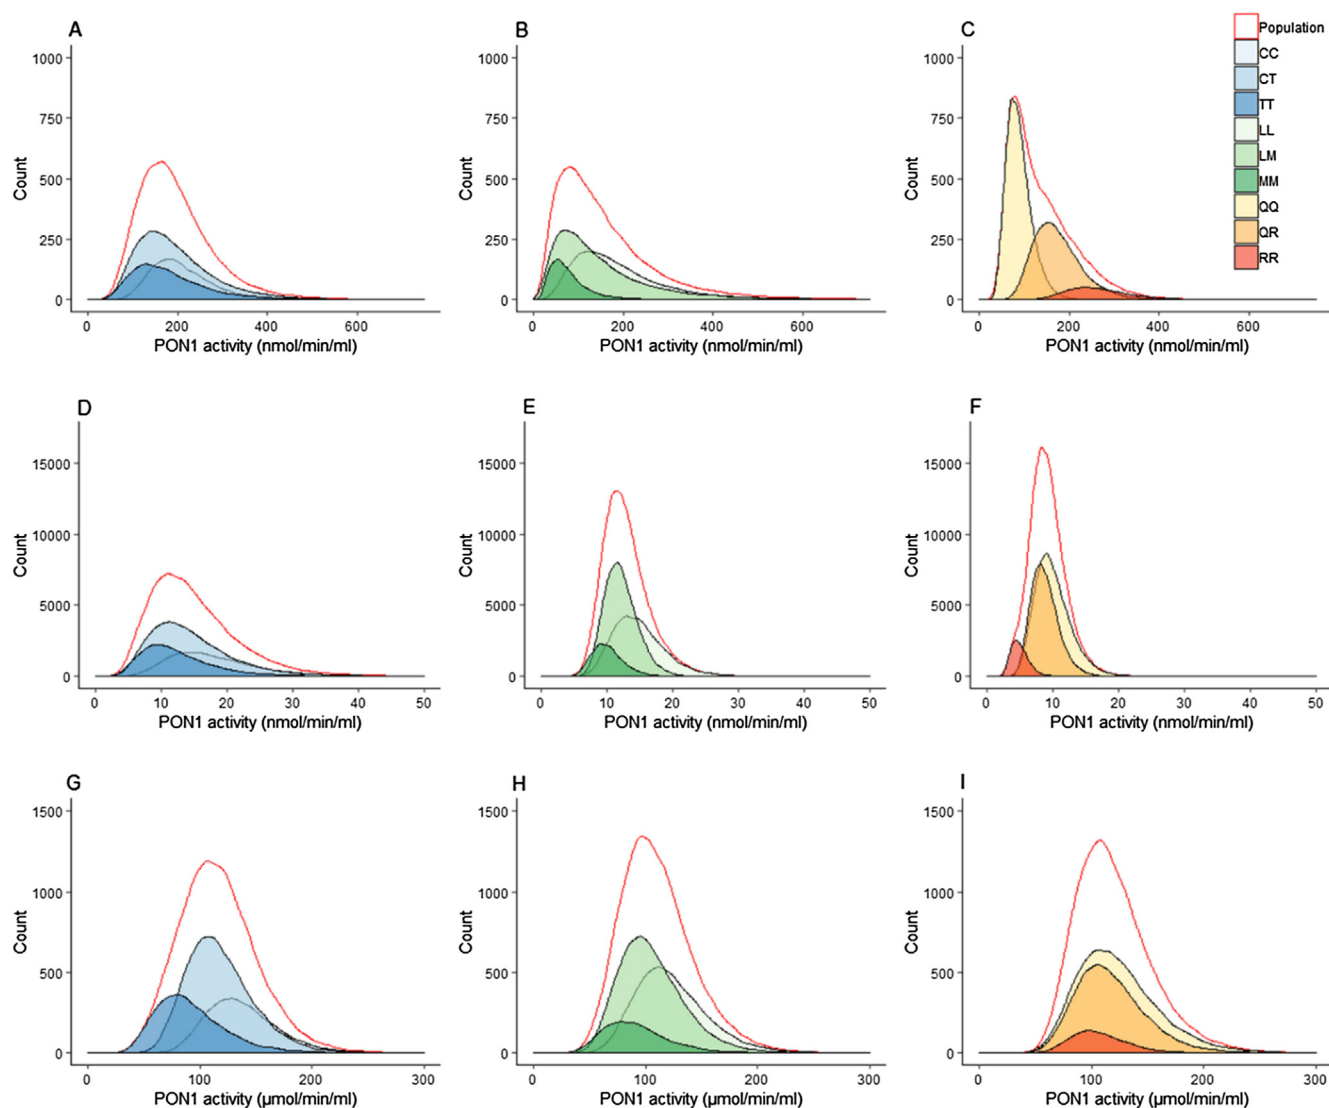 A
B
C
Population
CC
CT
TT
LL
LM
MM
QQ
QR
RR
1000
750
500
250
0
Count
0 200 400 600
PON1 activity (nmol/min/ml)
1000
750
500
250
0
Count
0 200 400 600
PON1 activity (nmol/min/ml)
1000
750
500
250
0
Count
0 200 400 600
PON1 activity (nmol/min/ml)
D
E
F
15000
10000
5000
0
Count
0 10 20 30 40 50
PON1 activity (nmol/min/ml)
15000
10000
5000
0
Count
0 10 20 30 40 50
PON1 activity (nmol/min/ml)
15000
10000
5000
0
Count
0 10 20 30 40 50
PON1 activity (nmol/min/ml)
G
H
I
1500
1000
500
0
Count
0 100 200 300
PON1 activity (µmol/min/ml)
1500
1000
500
0
Count
0 100 200 300
PON1 activity (µmol/min/ml)
1500
1000
500
0
Count
0 100 200 300
PON1 activity (µmol/min/ml)